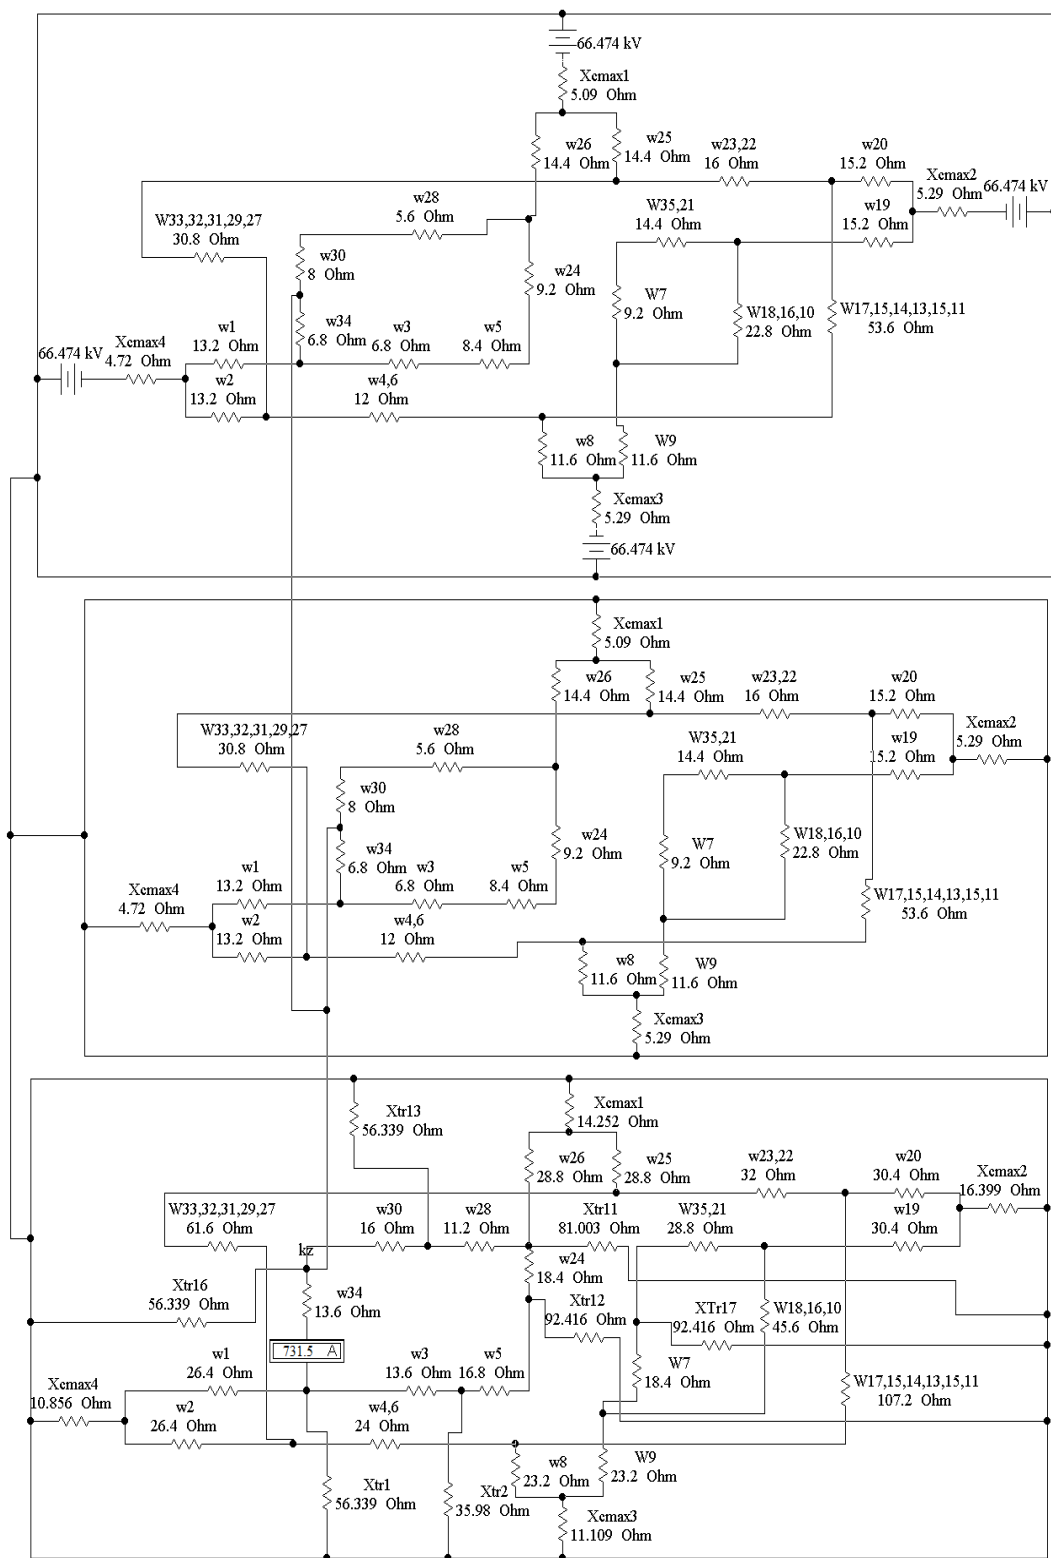 66.474 kV
Xcmax1
5.09 Ohm
w26
14.4 Ohm
w25
14.4 Ohm
w23,22
16 Ohm
w20
15.2 Ohm
Xcmax2
5.29 Ohm
66.474 kV
w28
5.6 Ohm
W35,21
14.4 Ohm
w19
15.2 Ohm
W33,32,31,29,27
30.8 Ohm
w30
8 Ohm
w24
9.2 Ohm
W7
9.2 Ohm
W18,16,10
22.8 Ohm
W17,15,14,13,15,11
53.6 Ohm
w34
6.8 Ohm
w1
13.2 Ohm
w3
6.8 Ohm
w5
8.4 Ohm
66.474 kV
Xcmax4
4.72 Ohm
w2
13.2 Ohm
w4,6
12 Ohm
w8
11.6 Ohm
W9
11.6 Ohm
Xcmax3
5.29 Ohm
66.474 kV
Xcmax1
5.09 Ohm
w26
14.4 Ohm
w25
14.4 Ohm
w23,22
16 Ohm
w20
15.2 Ohm
Xcmax2
5.29 Ohm
W33,32,31,29,27
30.8 Ohm
w28
5.6 Ohm
W35,21
14.4 Ohm
w19
15.2 Ohm
w30
8 Ohm
w24
9.2 Ohm
W7
9.2 Ohm
W18,16,10
22.8 Ohm
w34
6.8 Ohm
w1
13.2 Ohm
w3
6.8 Ohm
w5
8.4 Ohm
W17,15,14,13,15,11
53.6 Ohm
Xcmax4
4.72 Ohm
w2
13.2 Ohm
w4,6
12 Ohm
w8
11.6 Ohm
W9
11.6 Ohm
Xcmax3
5.29 Ohm
Xtr13
56.339 Ohm
Xcmax1
14.252 Ohm
w26
28.8 Ohm
w25
28.8 Ohm
w23,22
32 Ohm
w20
30.4 Ohm
Xcmax2
16.399 Ohm
W33,32,31,29,27
61.6 Ohm
w30
16 Ohm
w28
11.2 Ohm
Xtr11
81.003 Ohm
W35,21
28.8 Ohm
w19
30.4 Ohm
kz
w24
18.4 Ohm
Xtr16
56.339 Ohm
w34
13.6 Ohm
Xtr12
92.416 Ohm
XTr17
92.416 Ohm
W18,16,10
45.6 Ohm
731.5 A
w1
26.4 Ohm
w3
13.6 Ohm
w5
16.8 Ohm
W7
18.4 Ohm
W17,15,14,13,15,11
107.2 Ohm
Xcmax4
10.856 Ohm
w2
26.4 Ohm
w4,6
24 Ohm
w8
23.2 Ohm
W9
23.2 Ohm
Xtr1
56.339 Ohm
Xtr2
35.98 Ohm
Xcmax3
11.109 Ohm